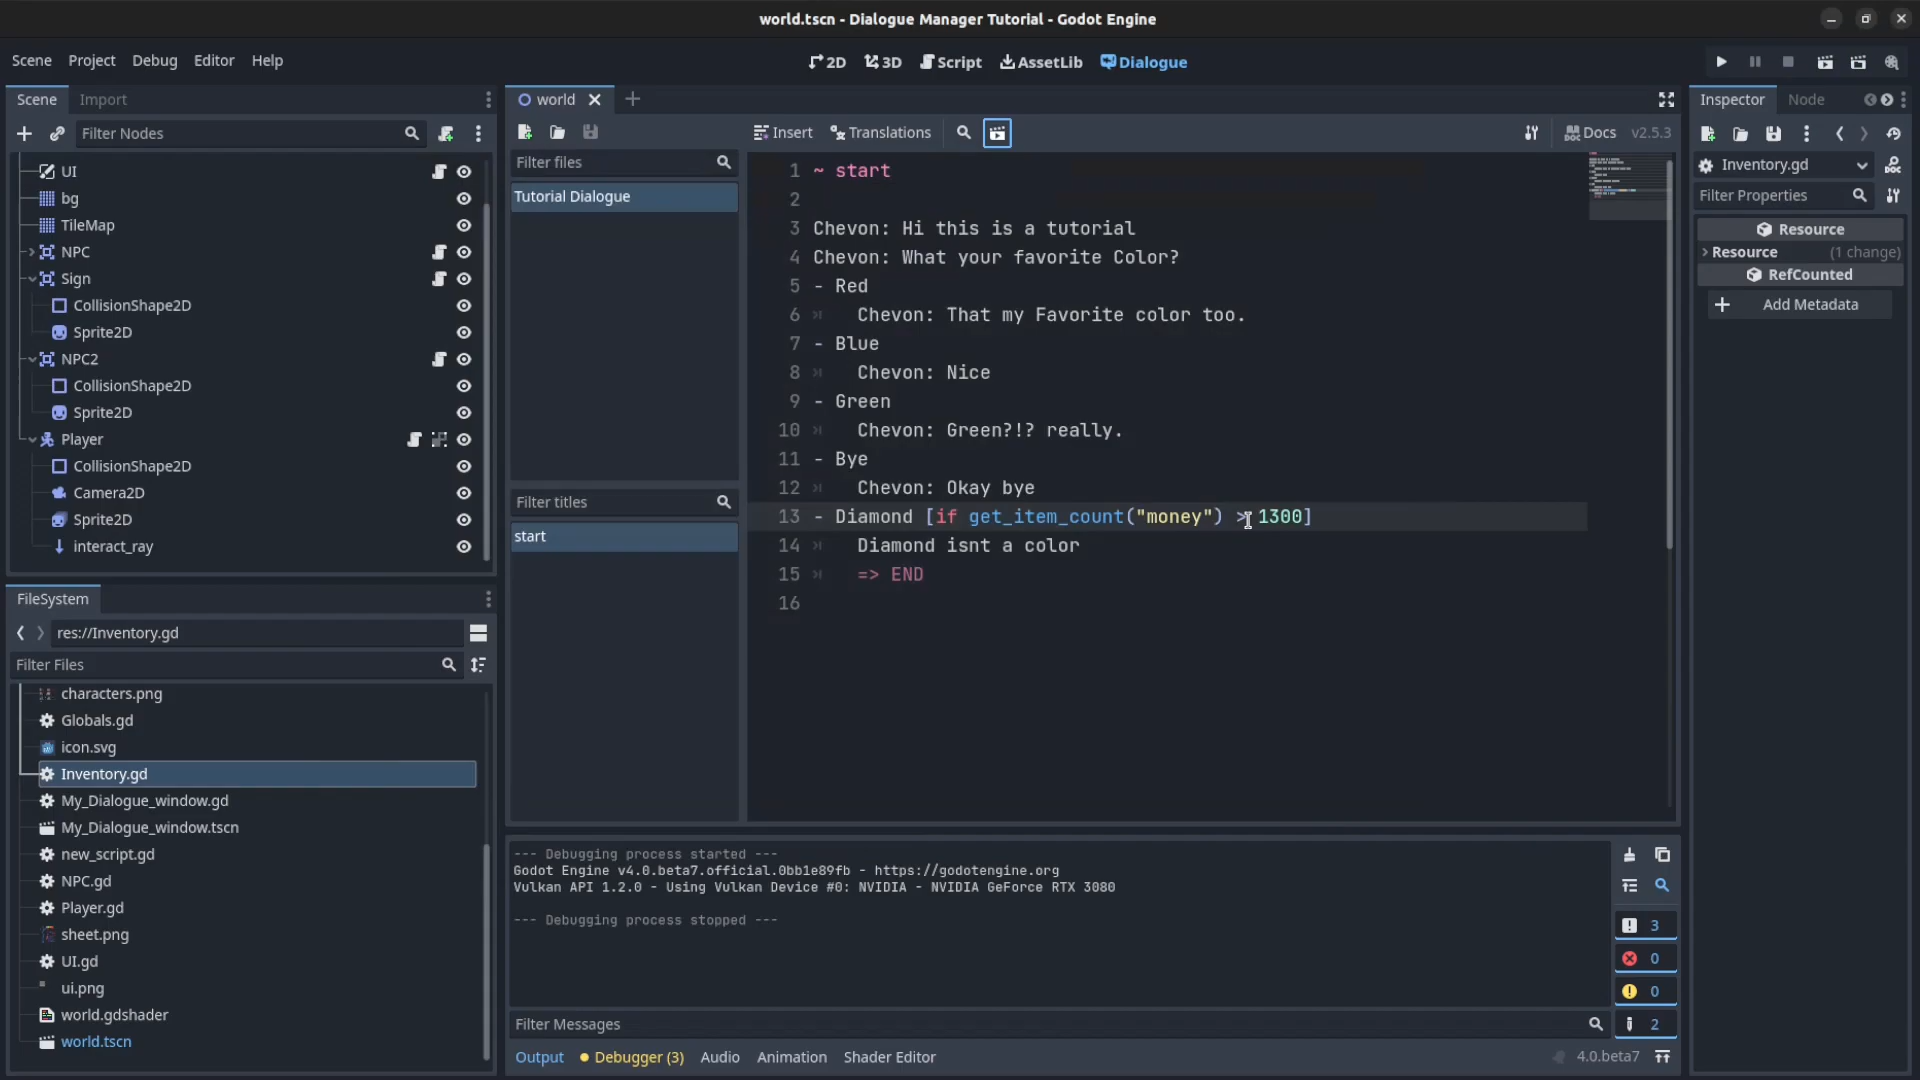 world.tscn - Dialogue Manager Tutorial - Godot Engine
Scene Project Debug Editor Help
2D 3D Script AssetLib Dialogue
Scene Import
Filter Nodes
UI
bg
TileMap
NPC
Sign
CollisionShape2D
Sprite2D
NPC2
CollisionShape2D
Sprite2D
Player
CollisionShape2D
Camera2D
Sprite2D
interact_ray
FileSystem
res://Inventory.gd
Filter Files
characters.png
Globals.gd
icon.svg
Inventory.gd
My_Dialogue_window.gd
My_Dialogue_window.tscn
new_script.gd
NPC.gd
Player.gd
sheet.png
UI.gd
ui.png
world.gdshader
world.tscn
world
Insert Translations Docs v2.5.3
Filter files
Tutorial Dialogue
Filter titles
start
1 ~ start
2
3 Chevon: Hi this is a tutorial
4 Chevon: What your favorite Color?
5 - Red
6 Chevon: That my Favorite color too.
7 - Blue
8 Chevon: Nice
9 - Green
10 Chevon: Green?!? really.
11 - Bye
12 Chevon: Okay bye
13 - Diamond [if get_item_count("money") > 1300]
14 Diamond isnt a color
15 => END
16
--- Debugging process started ---
Godot Engine v4.0.beta7.official.0bb1e89fb - https://godotengine.org
Vulkan API 1.2.0 - Using Vulkan Device #0: NVIDIA - NVIDIA GeForce RTX 3080
--- Debugging process stopped ---
3
0
0
2
Filter Messages
Output Debugger (3) Audio Animation Shader Editor 4.0.beta7
Inspector Node
Inventory.gd
Filter Properties
Resource
Resource (1 change)
RefCounted
Add Metadata